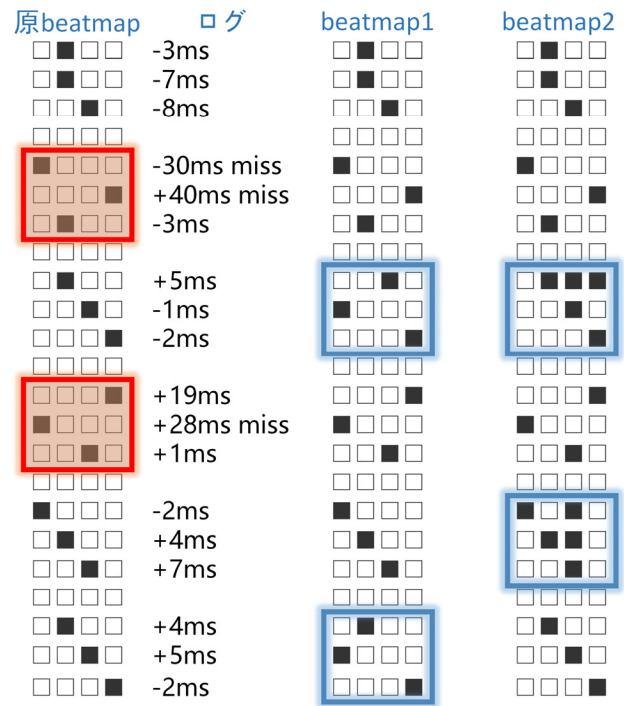 原beatmap ログ beatmap1 beatmap2
-3ms
-7ms
-8ms
-30ms miss
+40ms miss
-3ms
+5ms
-1ms
-2ms
+19ms
+28ms miss
+1ms
-2ms
+4ms
+7ms
+4ms
+5ms
-2ms